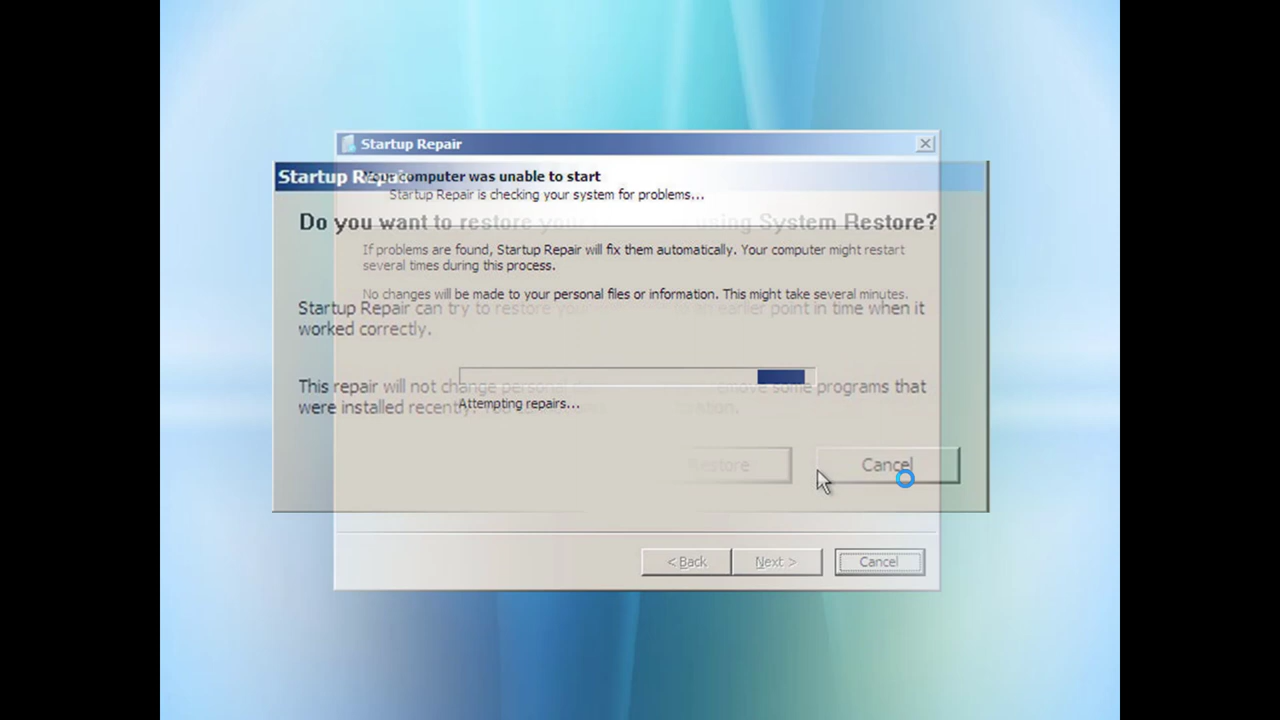 Startup Repair
Your computer was unable to start
Startup Repair
Startup Repair is checking your system for problems...
Do you want to restore your using System Restore?
If problems are found, Startup Repair will fix them automatically. Your computer might restart
several times during this process.
No changes will be made to your personal files or information. This might take several minutes.
Startup Repair can try to restore your to an earlier point in time when it
worked correctly.
This repair will not change personal remove some programs that
were installed recently.
Attempting repairs...
Restore
Cancel
< Back
Next >
Cancel